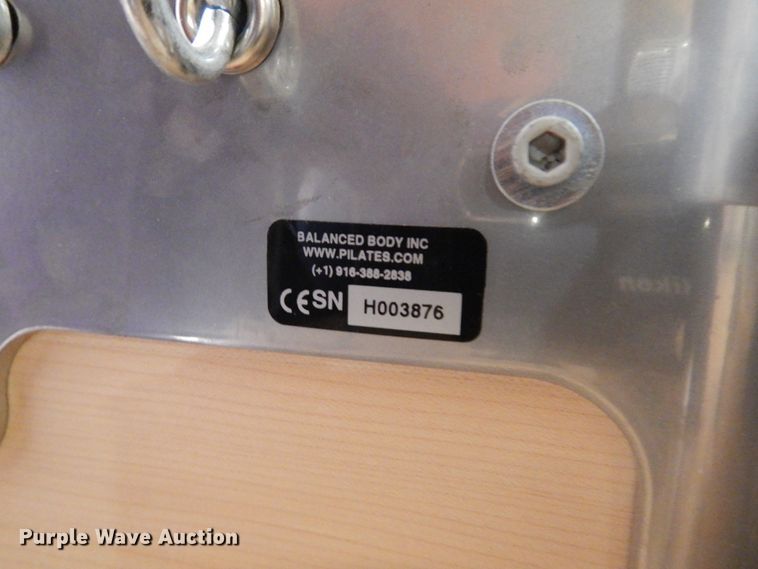 BALANCED BODY INC
WWW.PILATES.COM
(+1) 916-388-2838
CE SN H003876
Purple Wave Auction®